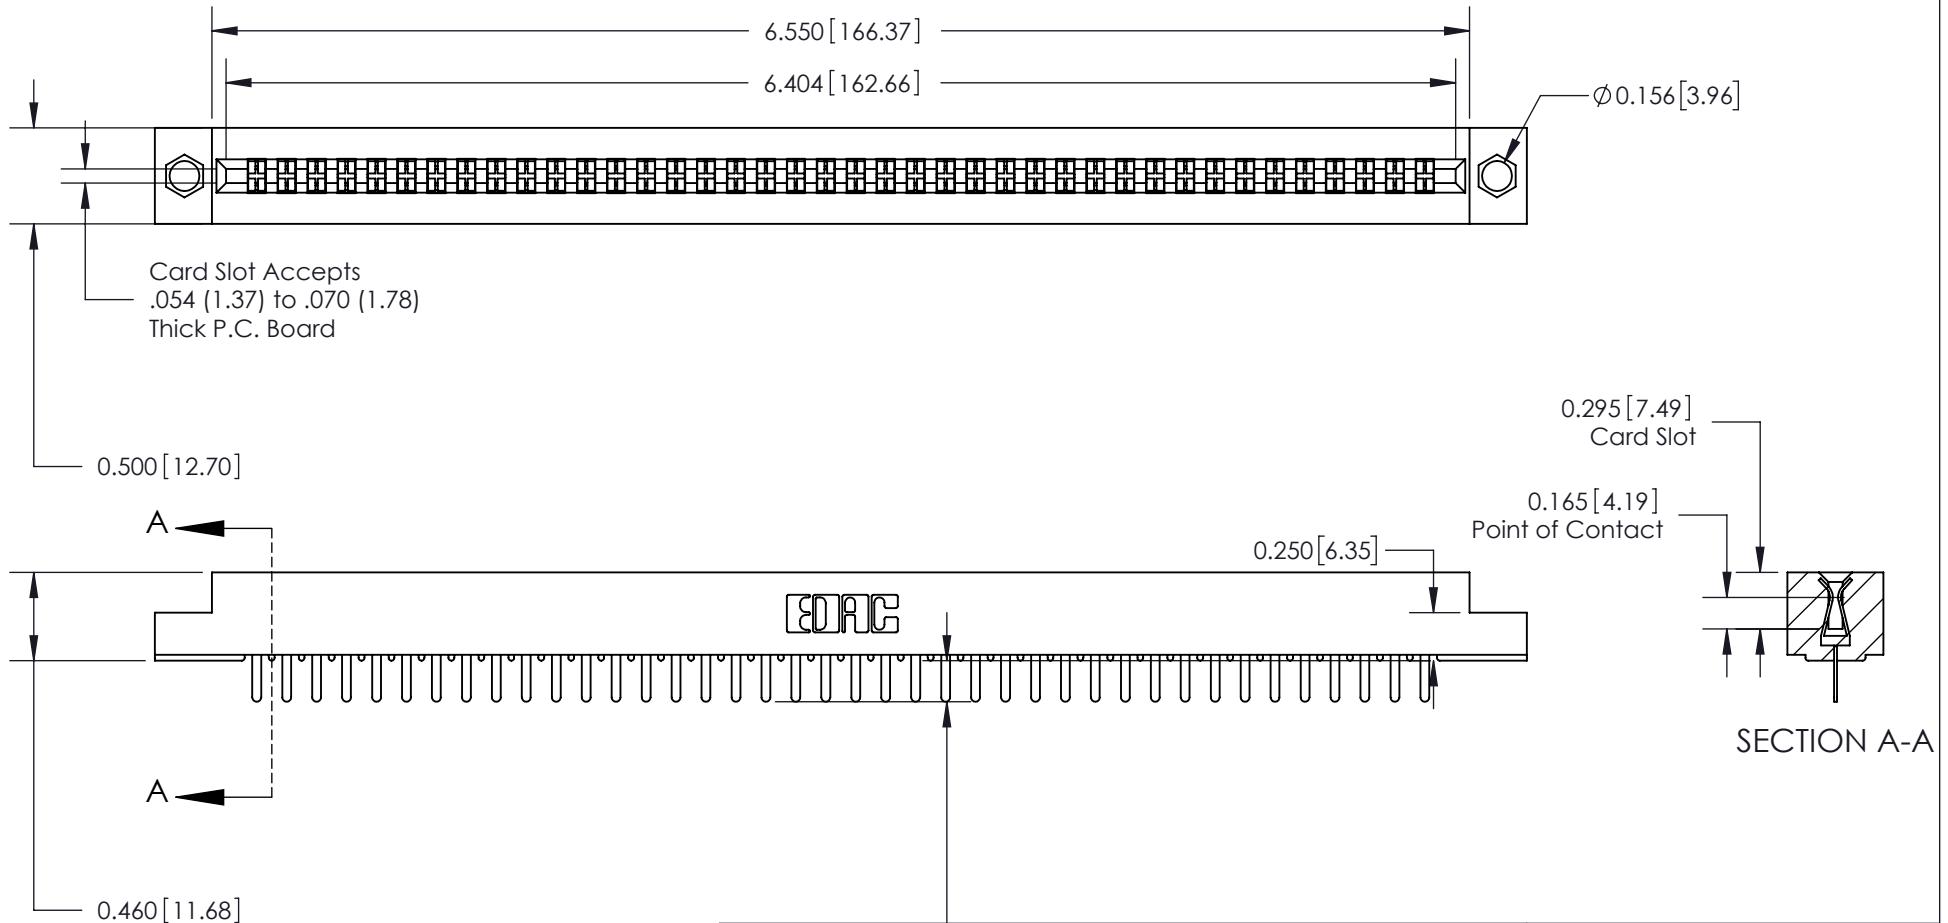 6.550[166.37]
6.404[162.66]
Ø0.156[3.96]
Card Slot Accepts
.054 (1.37) to .070 (1.78)
Thick P.C. Board
0.295[7.49]
Card Slot
0.500[12.70]
0.165[4.19]
Point of Contact
A
0.250[6.35]
EDAC
SECTION A-A
A
0.460[11.68]